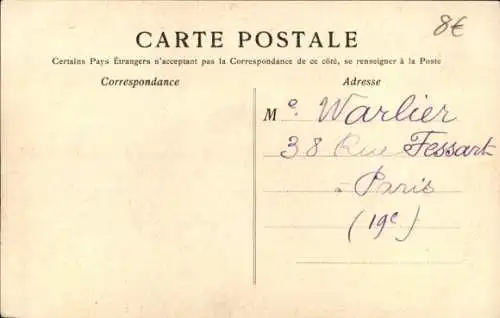 8€
CARTE POSTALE
Certains Pays Étrangers n'acceptant pas la Correspondance de ce côté, se renseigner à la Poste
Correspondance
Adresse
Me Warlier
38 Rue Fessart
à Paris
(19e)